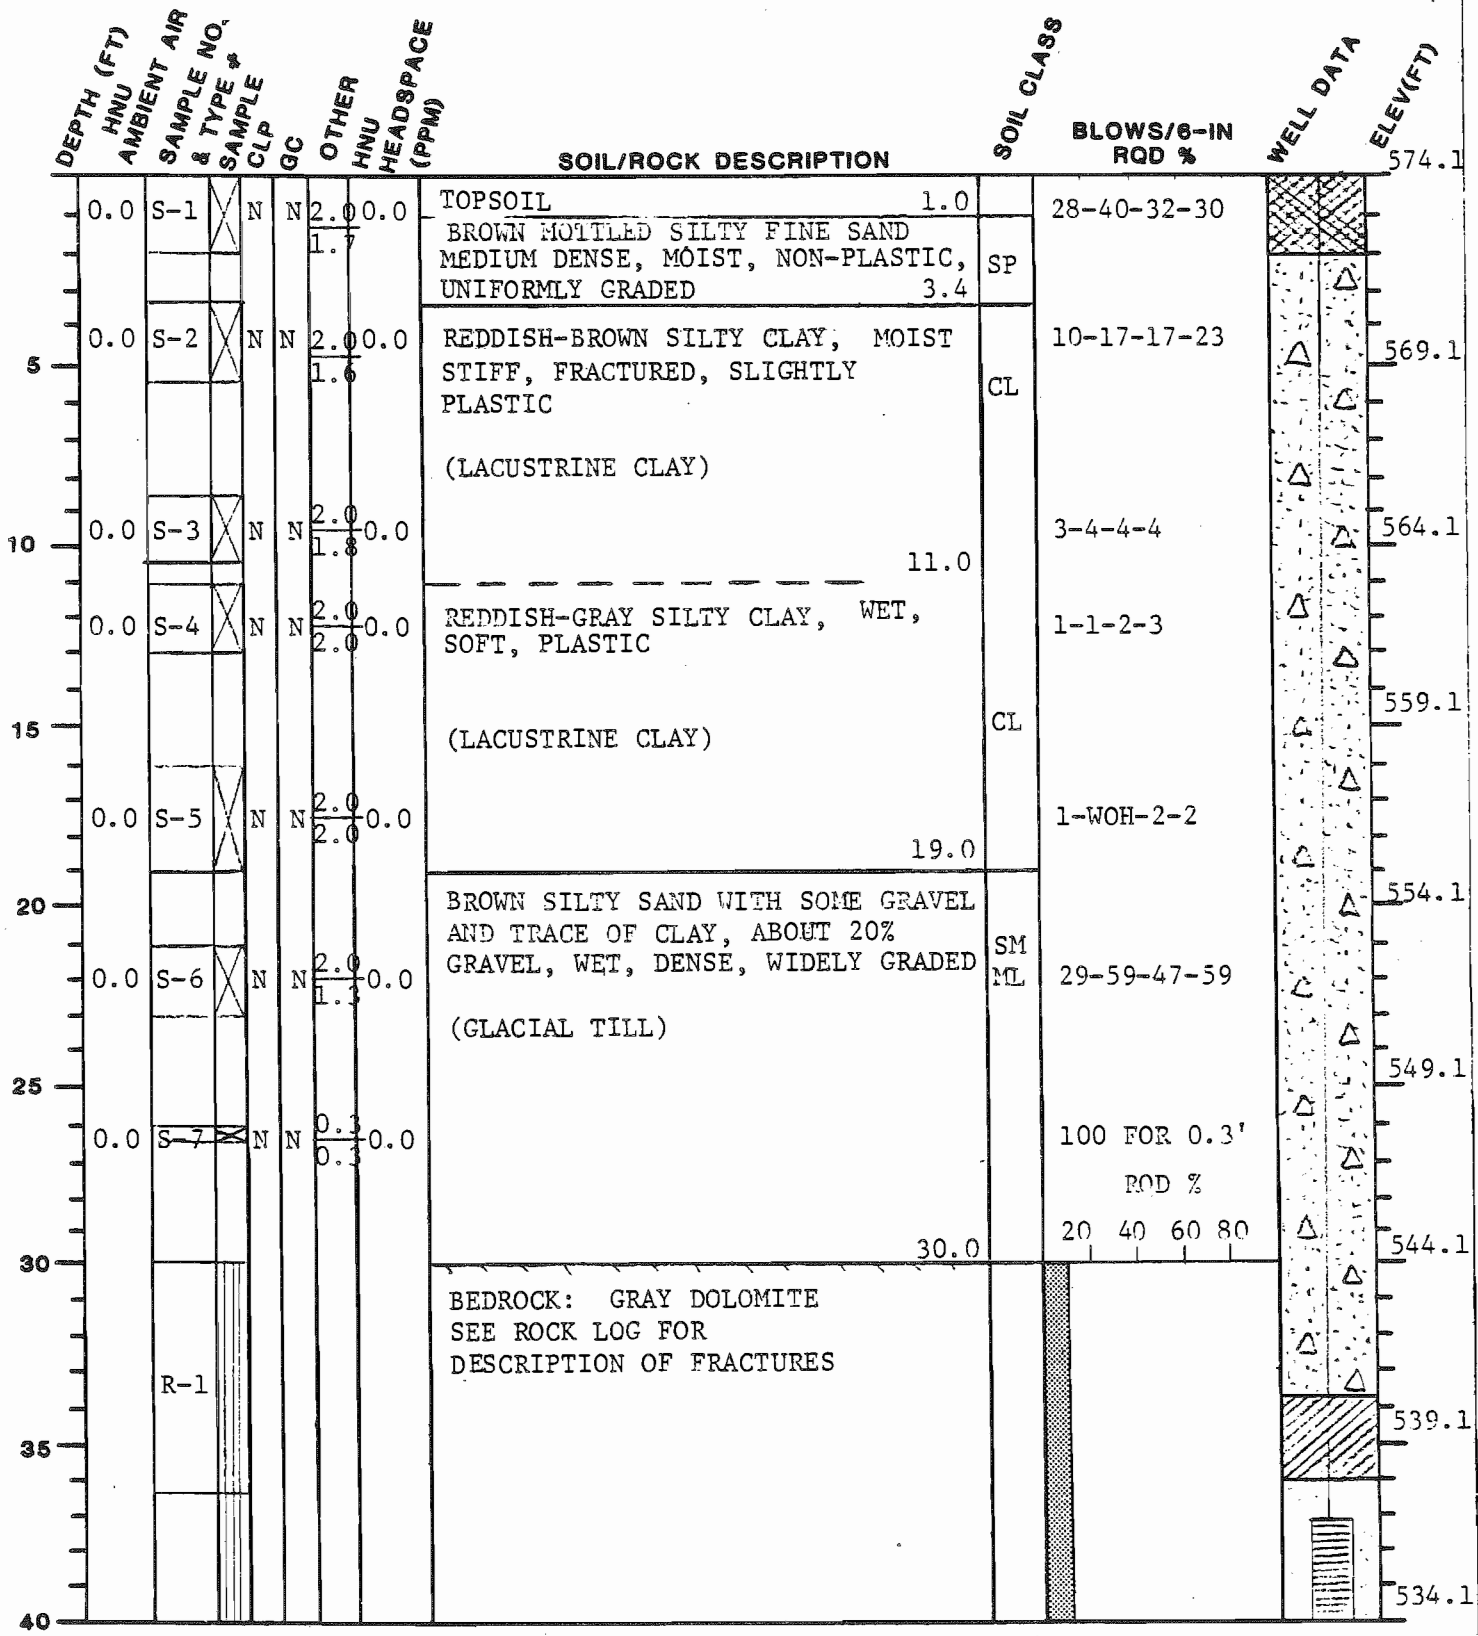 DEPTH (FT)
HNU
AMBIENT AIR
SAMPLE NO.
& TYPE #
SAMPLE
CLP
GC
OTHER
HNU
HEADSPACE
(PPM)
SOIL/ROCK DESCRIPTION
SOIL CLASS
BLOWS/6-IN
RQD %
WELL DATA
ELEV(FT)
574.1
0.0 S-1 N N 2.0 0.0
1.7
TOPSOIL 1.0
28-40-32-30
BROWN MOTTLED SILTY FINE SAND
MEDIUM DENSE, MOIST, NON-PLASTIC,
UNIFORMLY GRADED 3.4
SP
0.0 S-2 N N 2.0 0.0
1.6
REDDISH-BROWN SILTY CLAY, MOIST
STIFF, FRACTURED, SLIGHTLY
PLASTIC
(LACUSTRINE CLAY)
CL
10-17-17-23
5
569.1
0.0 S-3 N N 2.0 0.0
1.8
3-4-4-4
10
564.1
11.0
0.0 S-4 N N 2.0 0.0
2.0
REDDISH-GRAY SILTY CLAY, WET,
SOFT, PLASTIC
1-1-2-3
15
559.1
(LACUSTRINE CLAY)
CL
0.0 S-5 N N 2.0 0.0
2.0
1-WOH-2-2
19.0
20
554.1
BROWN SILTY SAND WITH SOME GRAVEL
AND TRACE OF CLAY, ABOUT 20%
GRAVEL, WET, DENSE, WIDELY GRADED
SM
ML
0.0 S-6 N N 2.0 0.0
1.3
29-59-47-59
(GLACIAL TILL)
25
549.1
0.0 S-7 N N 0.3 0.0
0.3
100 FOR 0.3'
RQD %
20 40 60 80
30.0
30
544.1
BEDROCK: GRAY DOLOMITE
SEE ROCK LOG FOR
DESCRIPTION OF FRACTURES
R-1
35
539.1
40
534.1